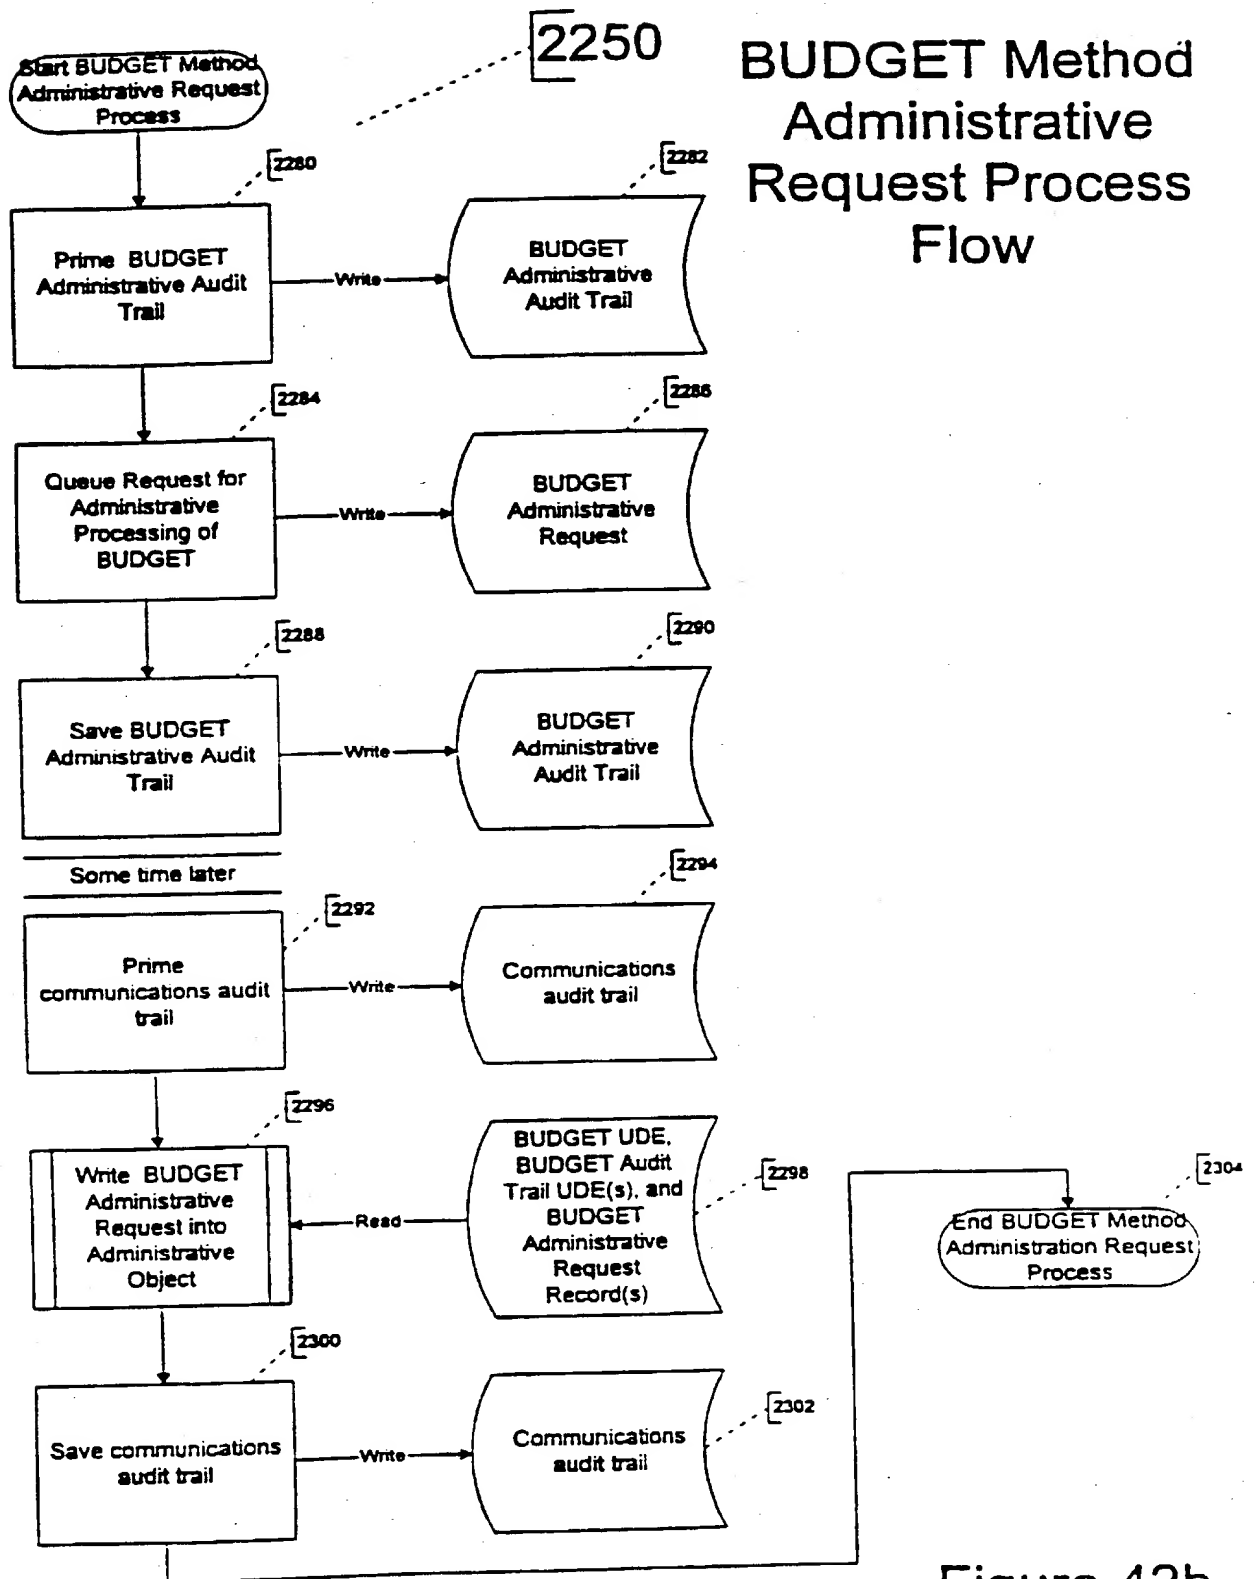 2250
BUDGET Method
Administrative
Request Process
Flow
Start BUDGET Method
Administrative Request
Process
2280
2282
Prime BUDGET
Administrative Audit
Trail
Write
BUDGET
Administrative
Audit Trail
2284
2286
Queue Request for
Administrative
Processing of
BUDGET
Write
BUDGET
Administrative
Request
2288
2290
Save BUDGET
Administrative Audit
Trail
Write
BUDGET
Administrative
Audit Trail
Some time later
2292
2294
Prime
communications audit
trail
Write
Communications
audit trail
2296
2298
Write BUDGET
Administrative
Request into
Administrative
Object
Read
BUDGET UDE,
BUDGET Audit
Trail UDE(s), and
BUDGET
Administrative
Request
Record(s)
2304
End BUDGET Method
Administration Request
Process
2300
2302
Save communications
audit trail
Write
Communications
audit trail